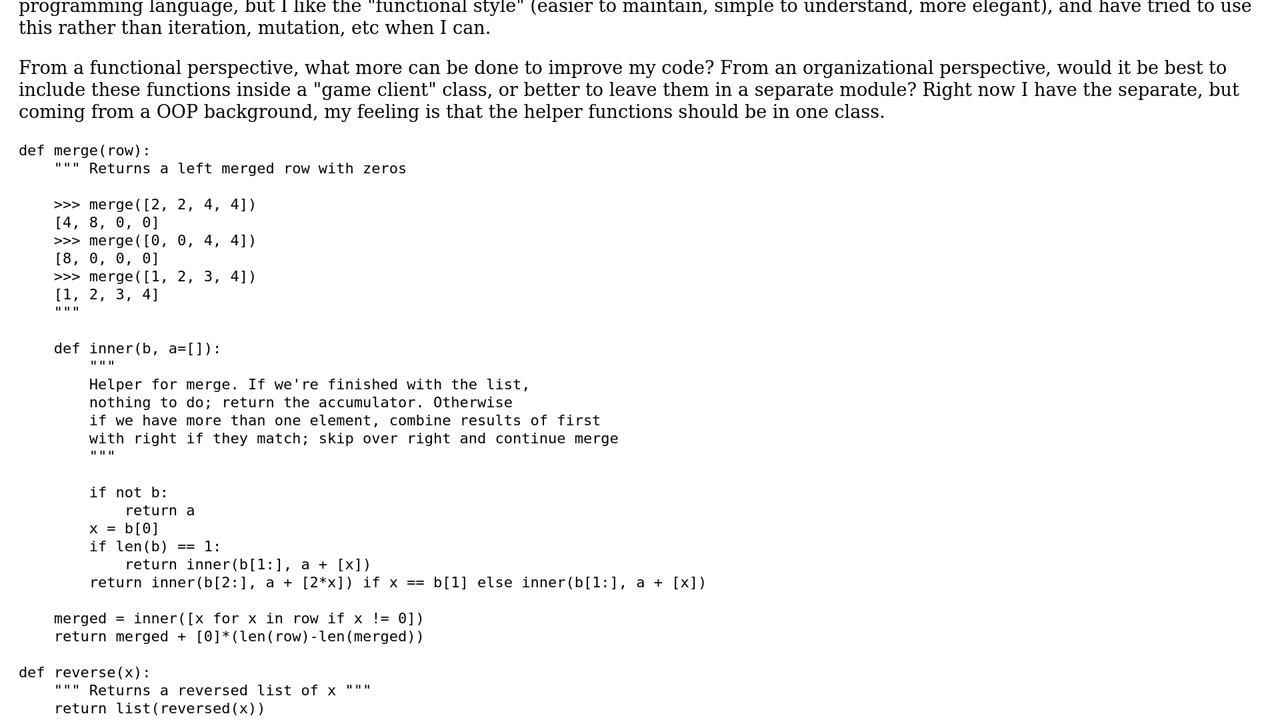 programming language, but I like the "functional style" (easier to maintain, simple to understand, more elegant), and have tried to use
this rather than iteration, mutation, etc when I can.
From a functional perspective, what more can be done to improve my code? From an organizational perspective, would it be best to
include these functions inside a "game client" class, or better to leave them in a separate module? Right now I have the separate, but
coming from a OOP background, my feeling is that the helper functions should be in one class.
def merge(row):
    """ Returns a left merged row with zeros
    >>> merge([2, 2, 4, 4])
    [4, 8, 0, 0]
    >>> merge([0, 0, 4, 4])
    [8, 0, 0, 0]
    >>> merge([1, 2, 3, 4])
    [1, 2, 3, 4]
    """
    def inner(b, a=[]):
        """
        Helper for merge. If we're finished with the list,
        nothing to do; return the accumulator. Otherwise
        if we have more than one element, combine results of first
        with right if they match; skip over right and continue merge
        """
        if not b:
            return a
        x = b[0]
        if len(b) == 1:
            return inner(b[1:], a + [x])
        return inner(b[2:], a + [2*x]) if x == b[1] else inner(b[1:], a + [x])
    merged = inner([x for x in row if x != 0])
    return merged + [0]*(len(row)-len(merged))
def reverse(x):
    """ Returns a reversed list of x """
    return list(reversed(x))